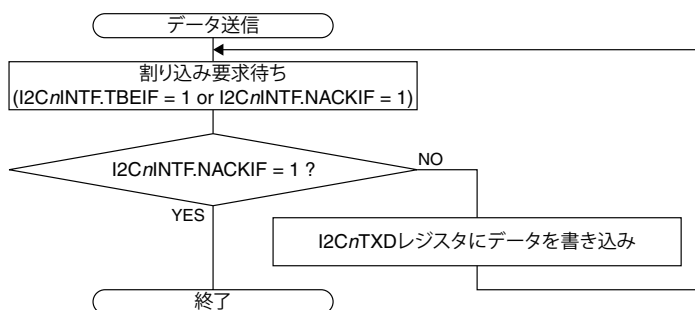 データ送信
割り込み要求待ち
(I2CnINTF.TBEIF = 1 or I2CnINTF.NACKIF = 1)
I2CnINTF.NACKIF = 1 ?
NO
YES
I2CnTXDレジスタにデータを書き込み
終了